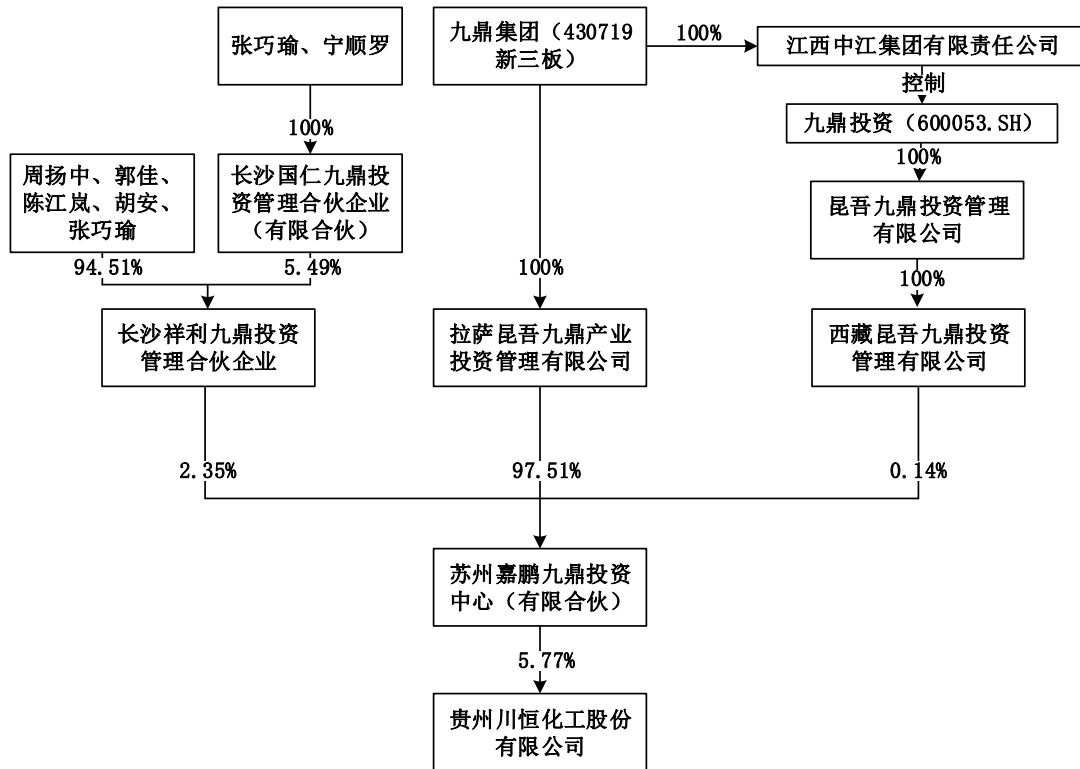 张巧瑜、宁顺罗
九鼎集团（430719
新三板）
100%
江西中江集团有限责任公司
控制
九鼎投资（600053.SH）
100%
100%
周扬中、郭佳、
陈江岚、胡安、
张巧瑜
长沙国仁九鼎投
资管理合伙企业
（有限合伙）
昆吾九鼎投资管理
有限公司
94.51%
5.49%
100%
100%
长沙祥利九鼎投资
管理合伙企业
拉萨昆吾九鼎产业
投资管理有限公司
西藏昆吾九鼎投资
管理有限公司
2.35%
97.51%
0.14%
苏州嘉鹏九鼎投资
中心（有限合伙）
5.77%
贵州川恒化工股份
有限公司